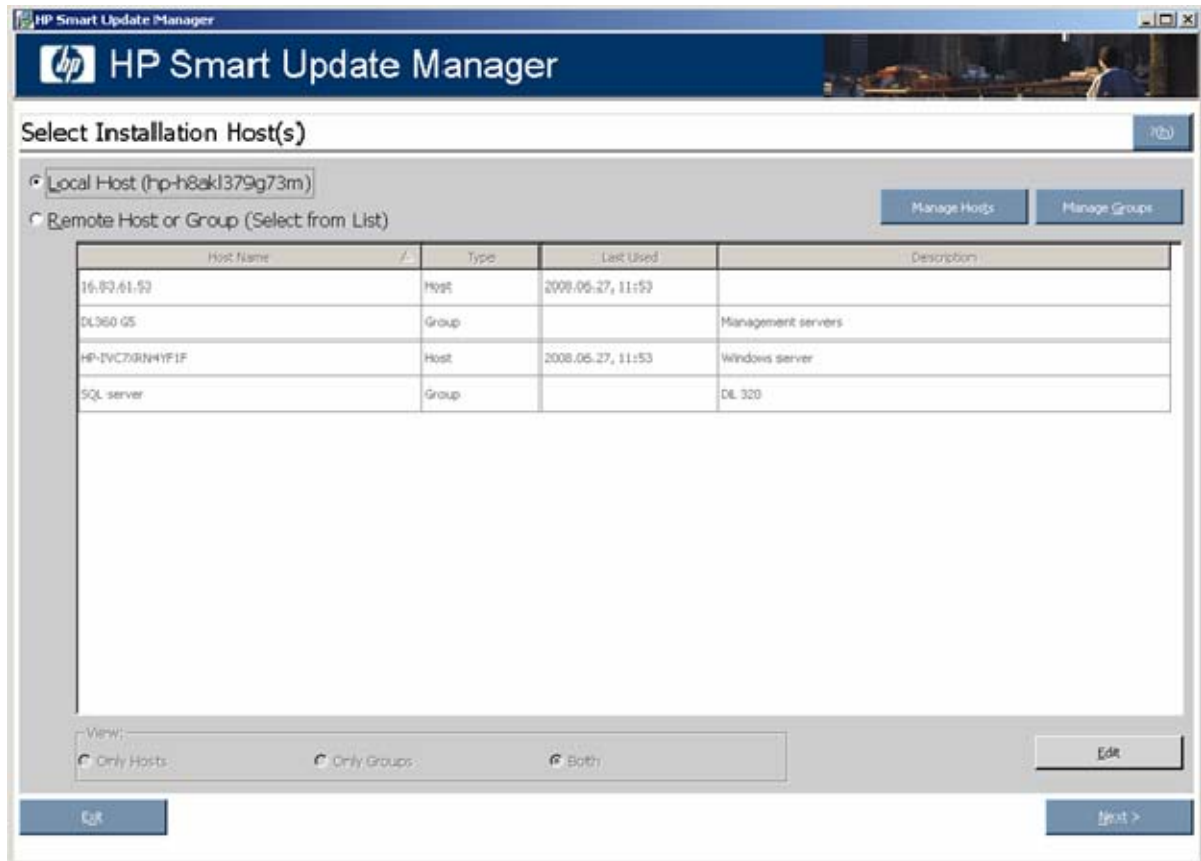 HP Smart Update Manager
hp HP Smart Update Manager
Select Installation Host(s)
?(h)
Local Host (hp-h8akl379g73m)
Remote Host or Group (Select from List)
Manage Hosts
Manage Groups
Host Name Type Last Used Description
16.83.61.53 Host 2008.06.27, 11:53
DL360 G5 Group Management servers
Host 2008.06.27, 11:53 Windows server
SQL server Group DL 320
View:
Only Hosts Only Groups Both
Edit
Exit
Next >